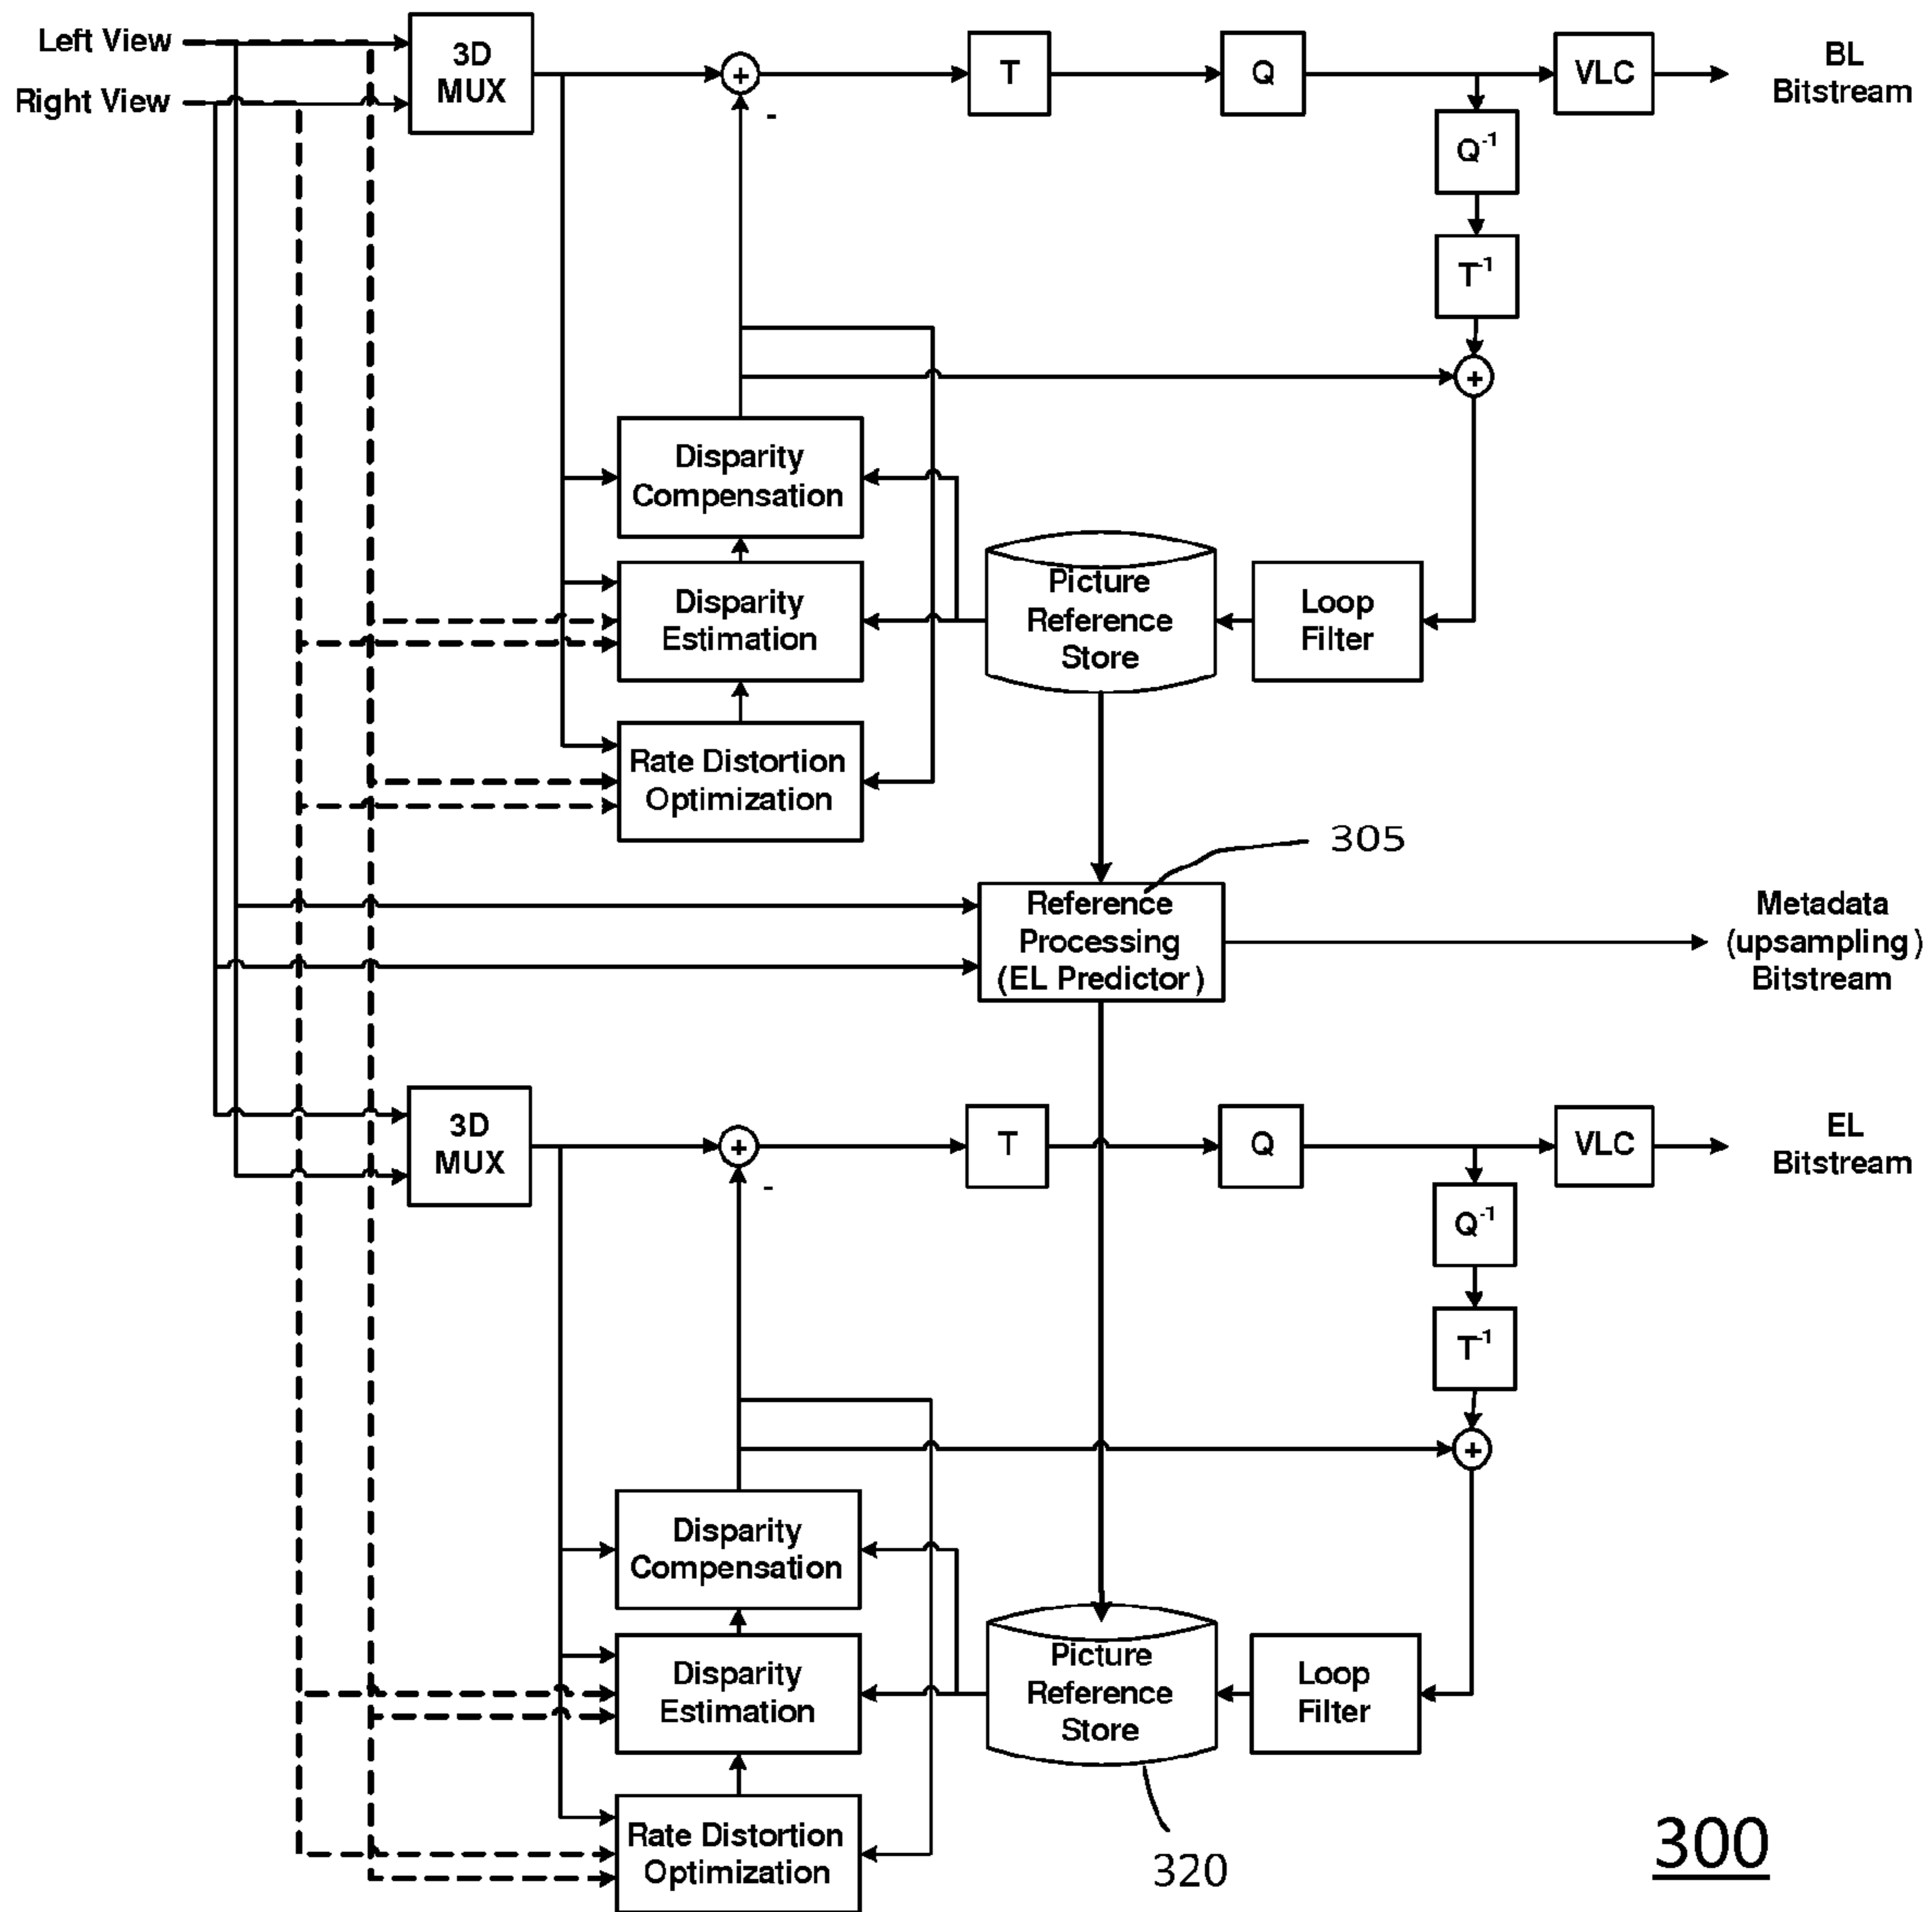 Left View
Right View
3D
MUX
+
-
T
Q
VLC
BL
Bitstream
Q-1
T-1
+
Disparity
Compensation
Disparity
Estimation
Picture
Reference
Store
Loop
Filter
Rate Distortion
Optimization
305
Reference
Processing
(EL Predictor)
Metadata
(upsampling)
Bitstream
3D
MUX
+
-
T
Q
VLC
EL
Bitstream
Q-1
T-1
+
Disparity
Compensation
Disparity
Estimation
Picture
Reference
Store
Loop
Filter
Rate Distortion
Optimization
320
300